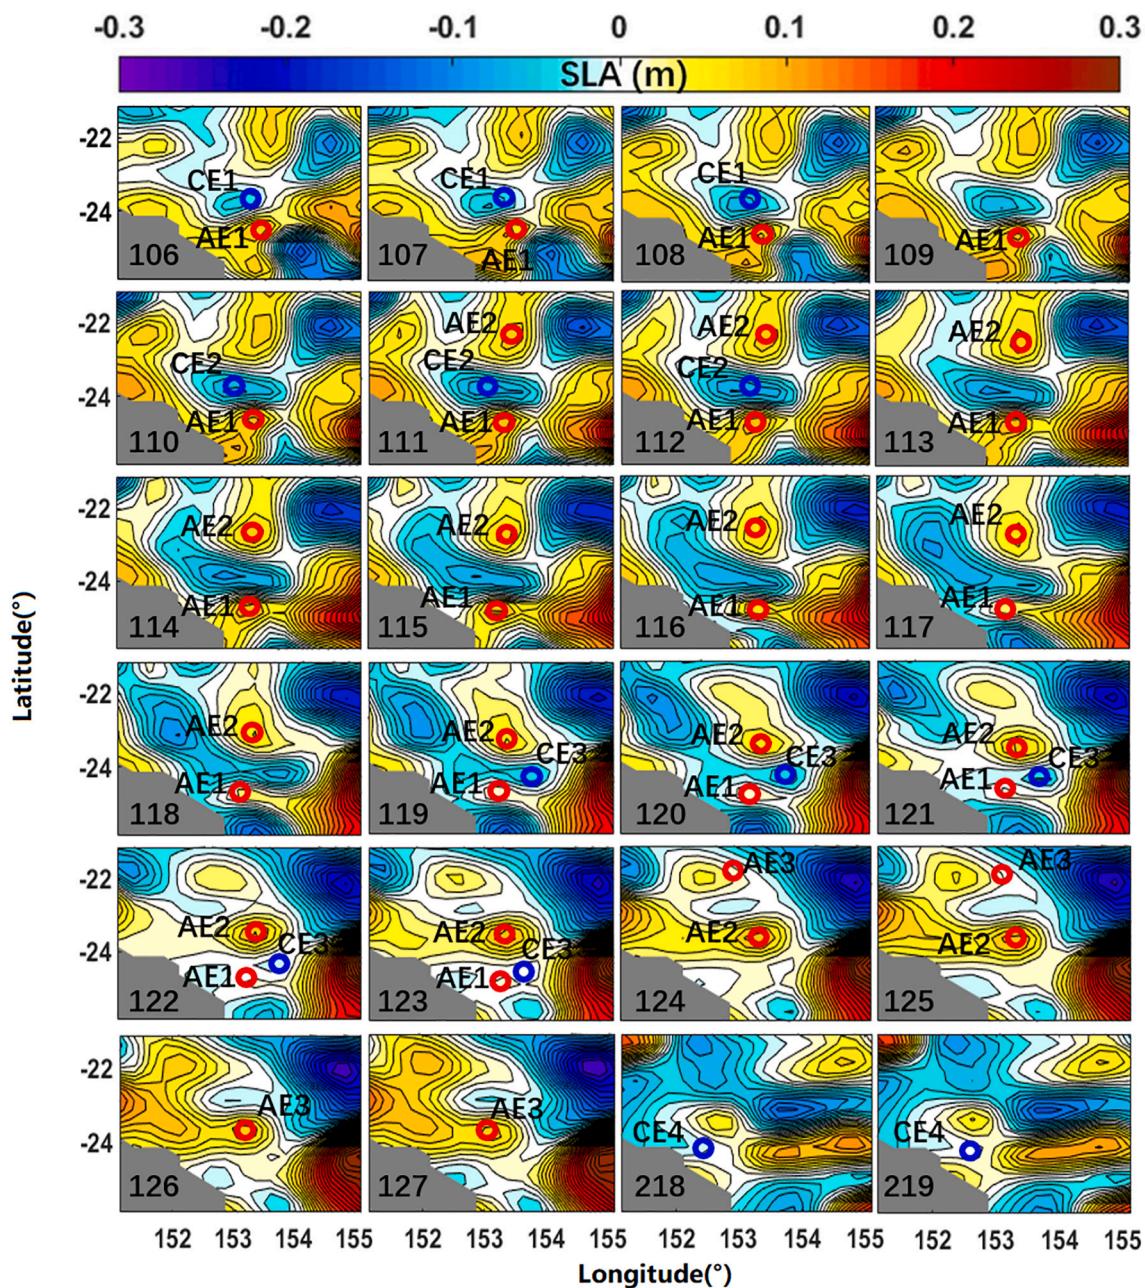 -0.3 -0.2 -0.1 0 0.1 0.2 0.3
SLA (m)
-22
CE1 CE1 CE1
-24
AE1 AE1 AE1 AE1
106 107 108 109
-22
AE2 AE2 AE2
CE2 CE2 CE2
-24
AE1 AE1 AE1 AE1
110 111 112 113
-22
AE2 AE2 AE2 AE2
-24
AE1 AE1 AE1 AE1
114 115 116 117
-22
AE2 AE2 AE2 AE2
CE3 CE3 CE3
-24
AE1 AE1 AE1 AE1
118 119 120 121
AE3 AE3
-22
AE2 AE2 AE2 AE2
CE3 CE3
-24
AE1 AE1
122 123 124 125
-22
AE3 AE3 CE4 CE4
-24
126 127 218 219
152 153 154 155 152 153 154 155 152 153 154 155 152 153 154 155
Latitude(°)
Longitude(°)